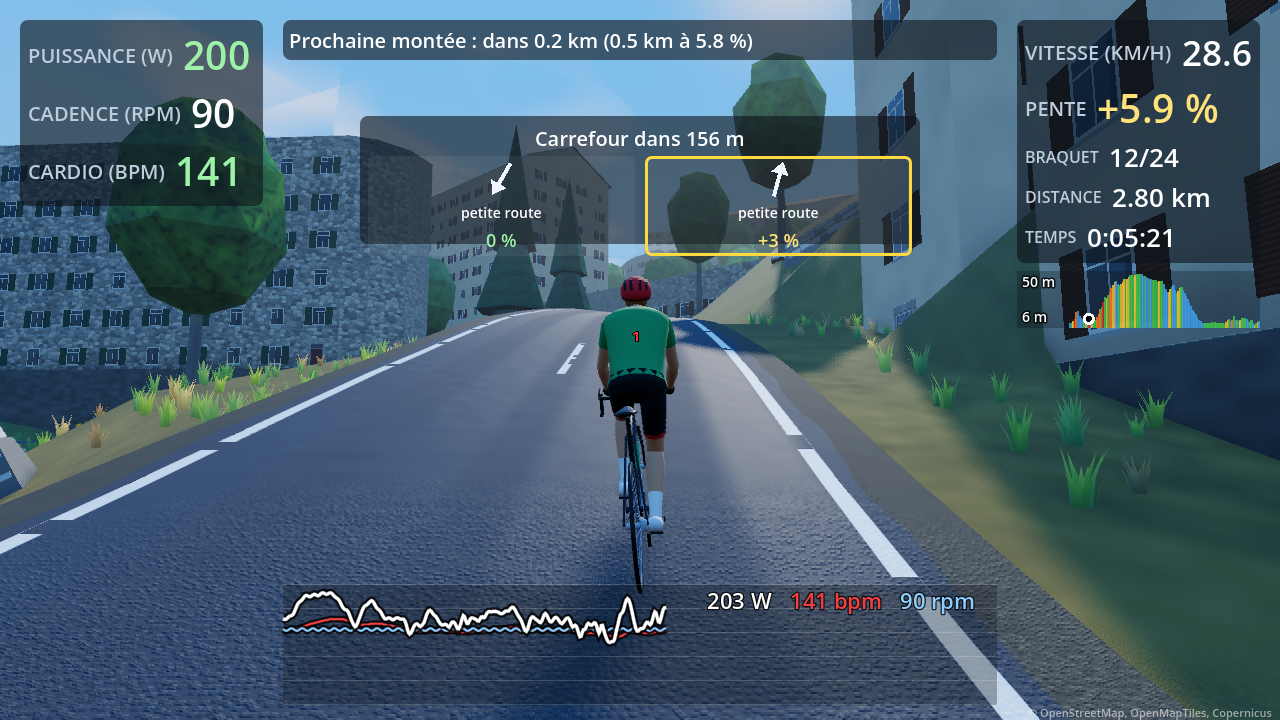 PUISSANCE (W) 200
CADENCE (RPM) 90
CARDIO (BPM) 141
Prochaine montée : dans 0.2 km (0.5 km à 5.8 %)
Carrefour dans 156 m
petite route
0 %
petite route
+3 %
VITESSE (KM/H) 28.6
PENTE +5.9 %
BRAQUET 12/24
DISTANCE 2.80 km
TEMPS 0:05:21
50 m
6 m
1
203 W 141 bpm 90 rpm
© OpenStreetMap, OpenMapTiles, Copernicus